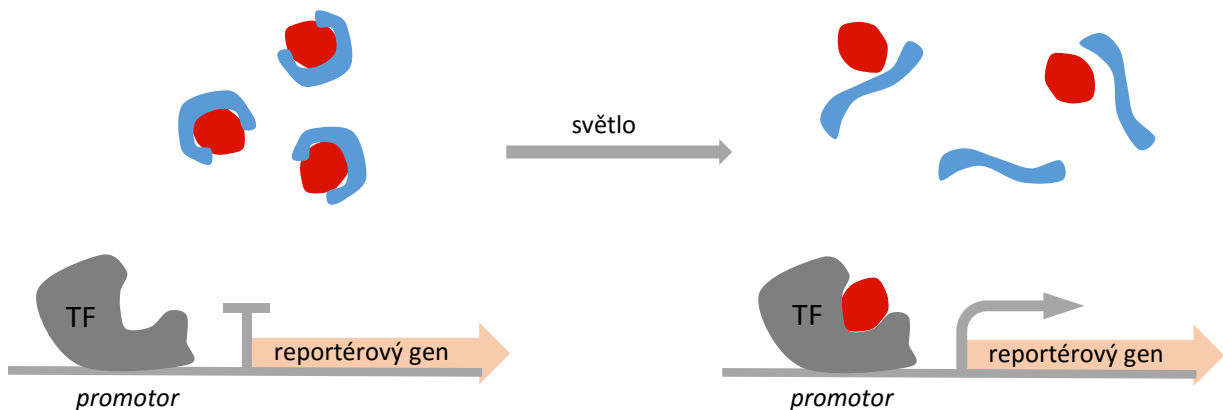 světlo
TF
reportérový gen
promotor
TF
reportérový gen
promotor